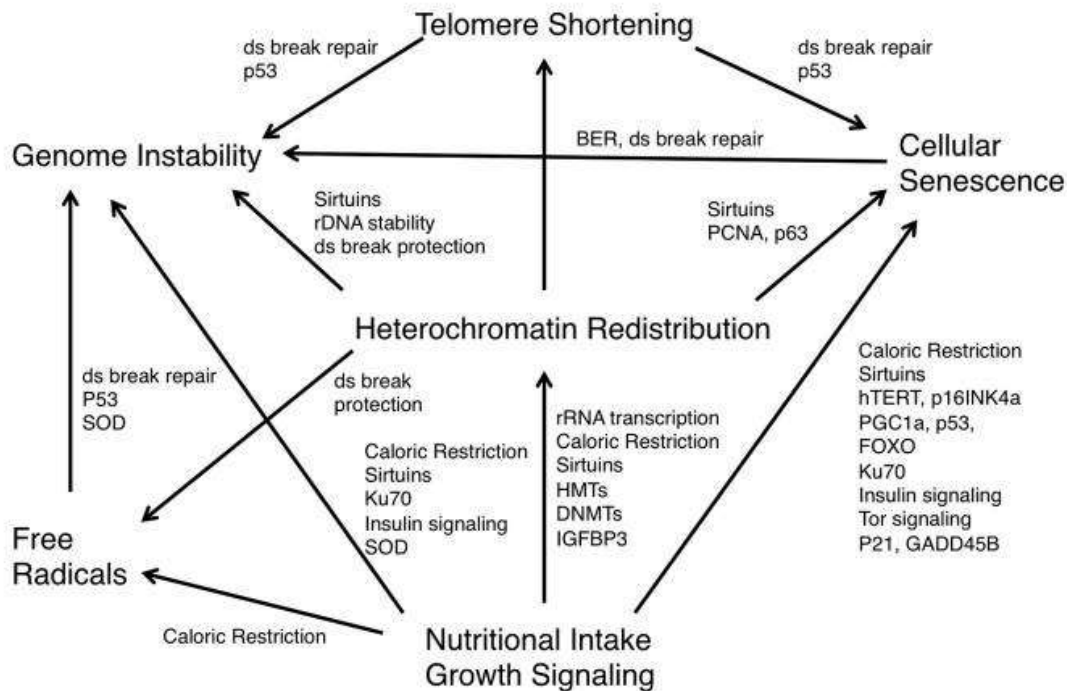 Telomere Shortening
ds break repair
p53
ds break repair
p53
BER, ds break repair
Genome Instability
Cellular
Senescence
Sirtuins
rDNA stability
ds break protection
Sirtuins
PCNA, p63
Heterochromatin Redistribution
ds break repair
P53
SOD
ds break
protection
Caloric Restriction
Sirtuins
Ku70
Insulin signaling
SOD
rRNA transcription
Caloric Restriction
Sirtuins
HMTs
DNMTs
IGFBP3
Caloric Restriction
Sirtuins
hTERT, p16INK4a
PGC1a, p53,
FOXO
Ku70
Insulin signaling
Tor signaling
P21, GADD45B
Free
Radicals
Caloric Restriction
Nutritional Intake
Growth Signaling